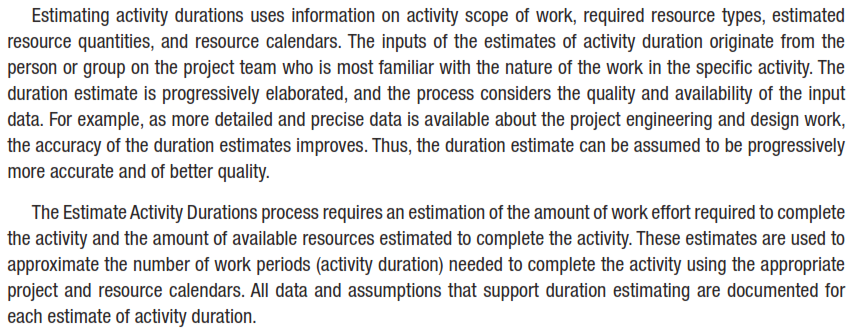 Estimating activity durations uses information on activity scope of work, required resource types, estimated
resource quantities, and resource calendars. The inputs of the estimates of activity duration originate from the
person or group on the project team who is most familiar with the nature of the work in the specific activity. The
duration estimate is progressively elaborated, and the process considers the quality and availability of the input
data. For example, as more detailed and precise data is available about the project engineering and design work,
the accuracy of the duration estimates improves. Thus, the duration estimate can be assumed to be progressively
more accurate and of better quality.
The Estimate Activity Durations process requires an estimation of the amount of work effort required to complete
the activity and the amount of available resources estimated to complete the activity. These estimates are used to
approximate the number of work periods (activity duration) needed to complete the activity using the appropriate
project and resource calendars. All data and assumptions that support duration estimating are documented for
each estimate of activity duration.